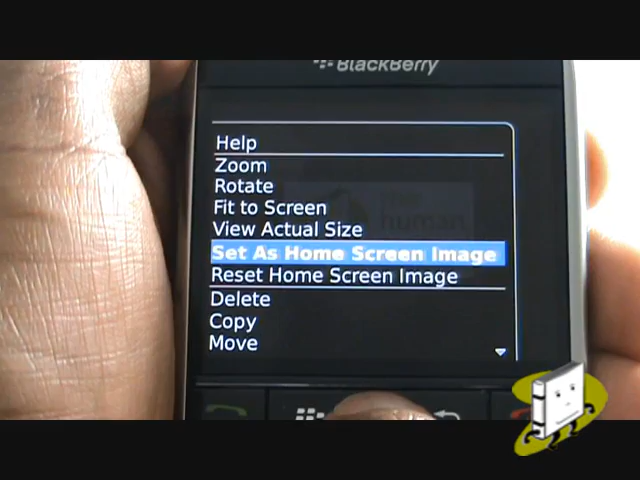 BlackBerry
Help
Zoom
Rotate
Fit to Screen
View Actual Size
human
Set As Home Screen Image
Reset Home Screen Image
Delete
Copy
Move